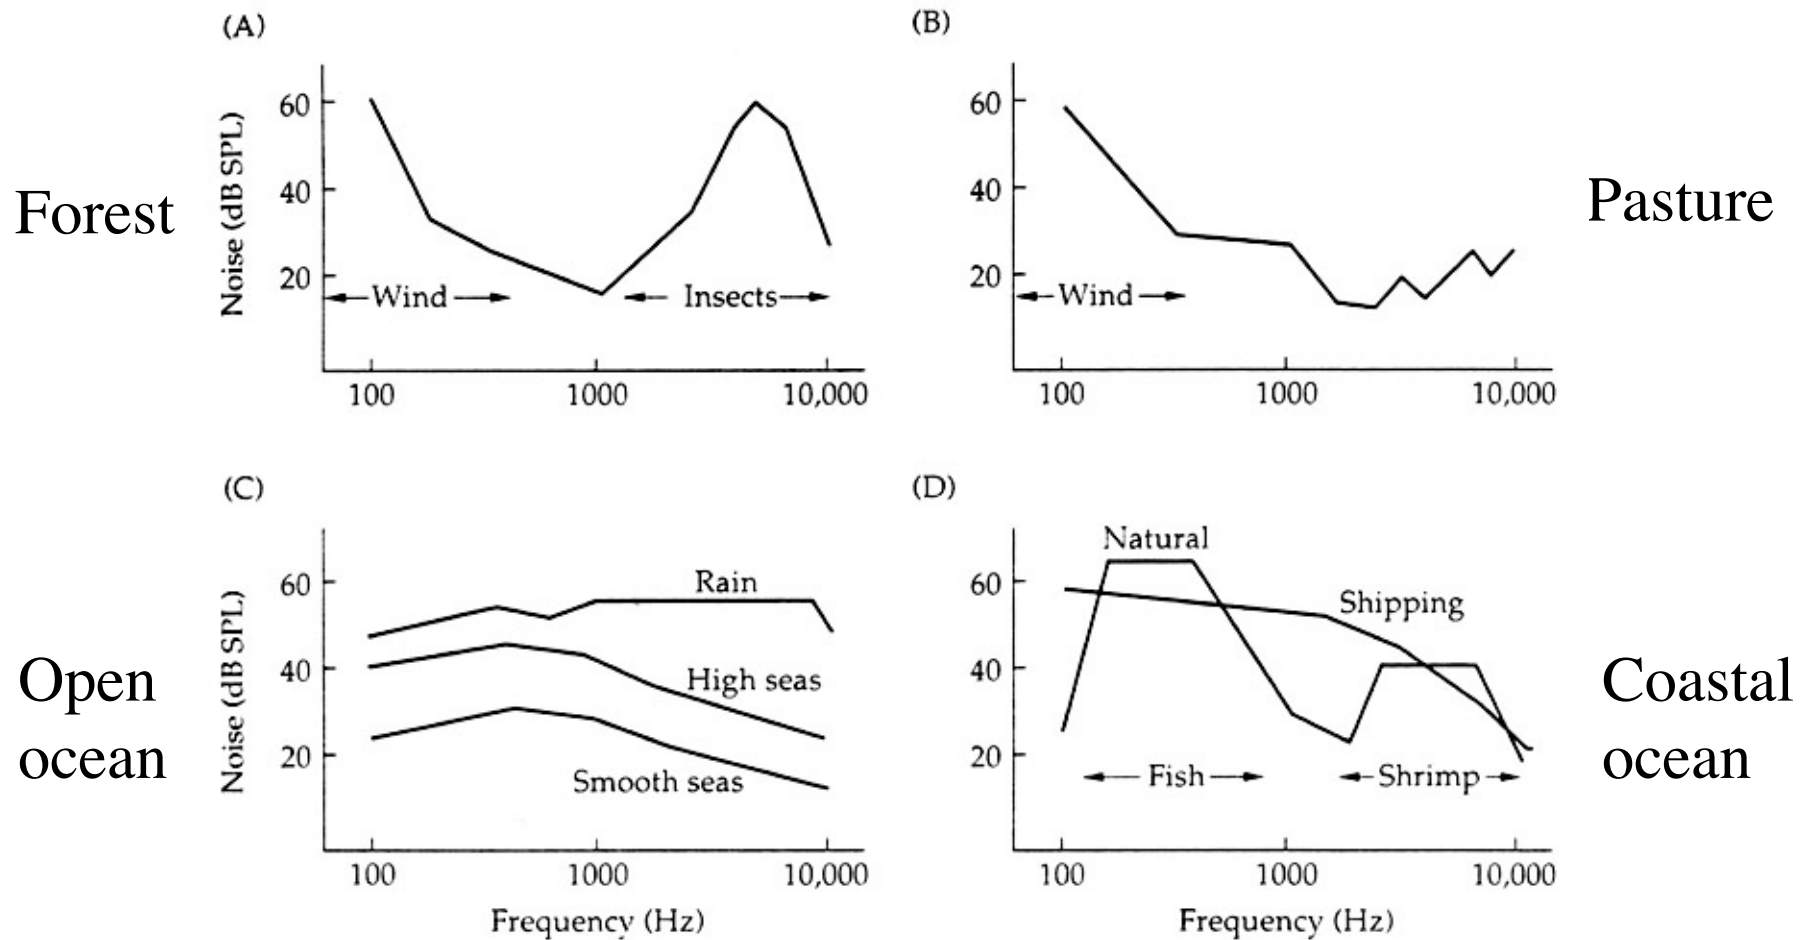 (A)
Forest
Noise (dB SPL)
60
40
20
Wind
Insects
100
1000
10,000
(B)
Pasture
60
40
20
Wind
100
1000
10,000
(C)
Open
ocean
Noise (dB SPL)
60
40
20
Rain
High seas
Smooth seas
100
1000
10,000
Frequency (Hz)
(D)
Coastal
ocean
60
40
20
Natural
Shipping
Fish
Shrimp
100
1000
10,000
Frequency (Hz)